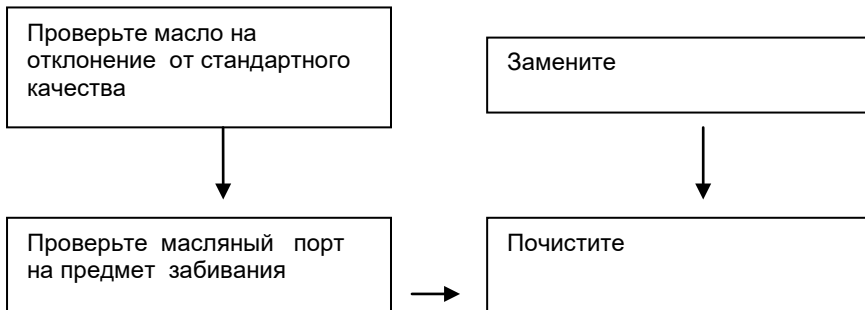 Проверьте масло на
отклонение от стандартного
качества
Замените
Проверьте масляный порт
на предмет забивания
Почистите